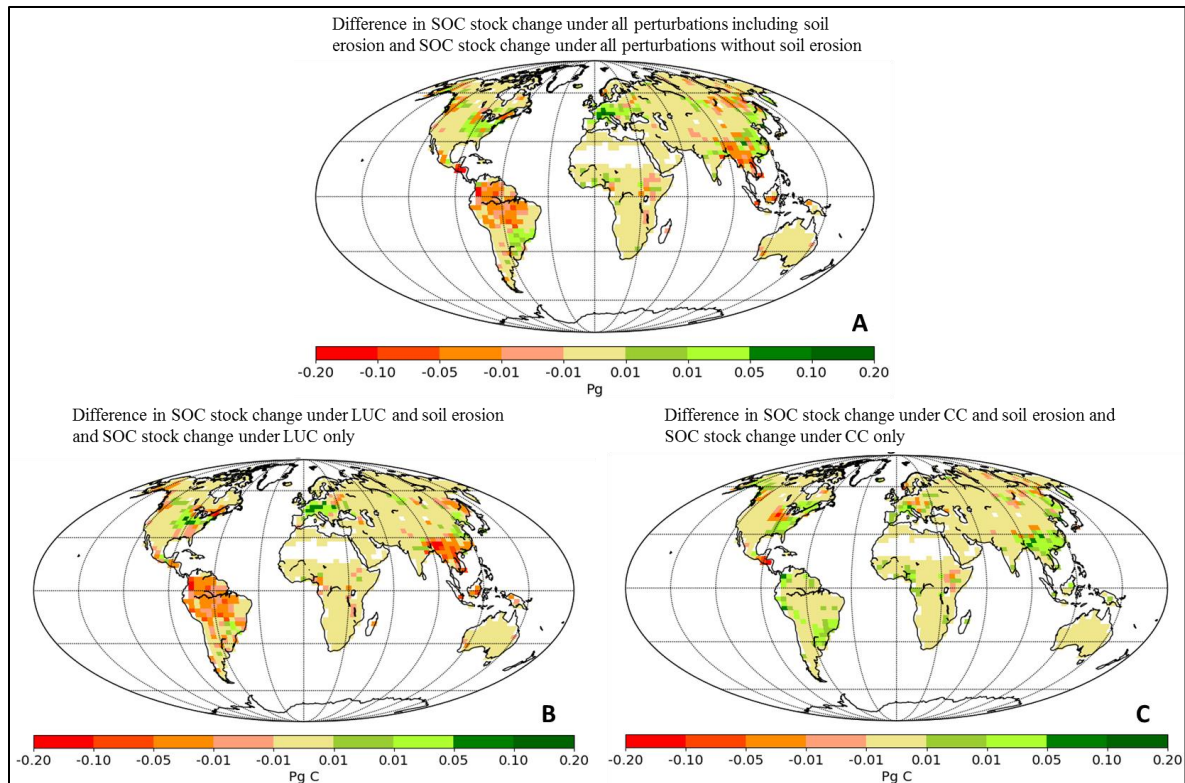 Difference in SOC stock change under all perturbations including soil
erosion and SOC stock change under all perturbations without soil erosion
A
-0.20 -0.10 -0.05 -0.01 -0.01 0.01 0.01 0.05 0.10 0.20
Pg
Difference in SOC stock change under LUC and soil erosion
and SOC stock change under LUC only
B
-0.20 -0.10 -0.05 -0.01 -0.01 0.01 0.01 0.05 0.10 0.20
Pg C
Difference in SOC stock change under CC and soil erosion and
SOC stock change under CC only
C
-0.20 -0.10 -0.05 -0.01 -0.01 0.01 0.01 0.05 0.10 0.20
Pg C